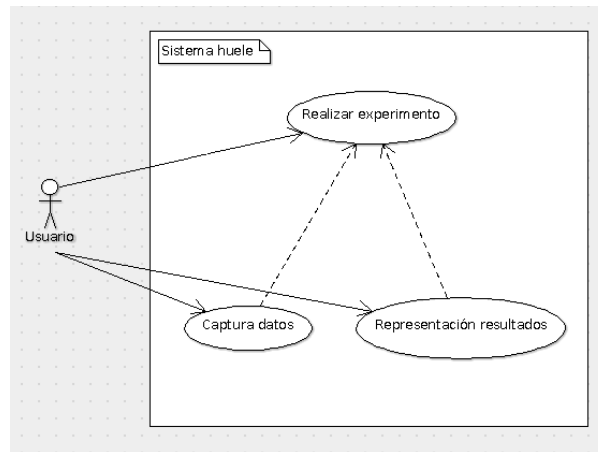 Sistema huele
Realizar experimento
Usuario
Captura datos
Representación resultados